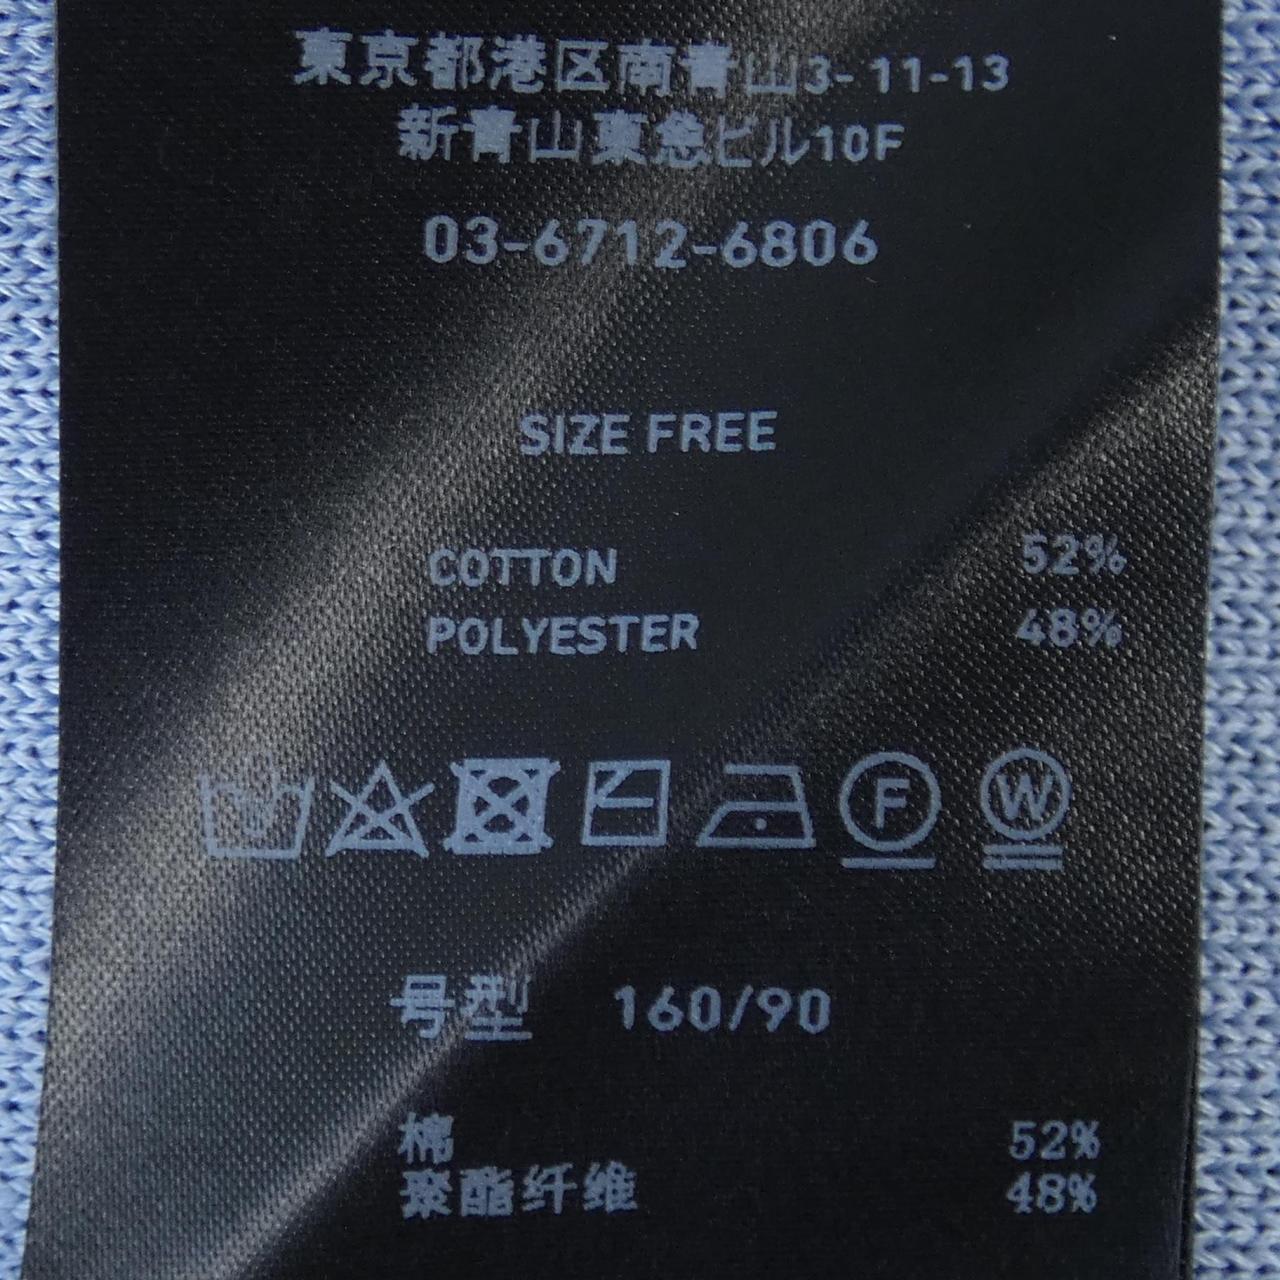 東京都港区南青山3-11-13
新青山東急ビル10F
03-6712-6806
SIZE FREE
COTTON 52%
POLYESTER 48%
F W
号型 160/90
棉 52%
聚酯纤维 48%